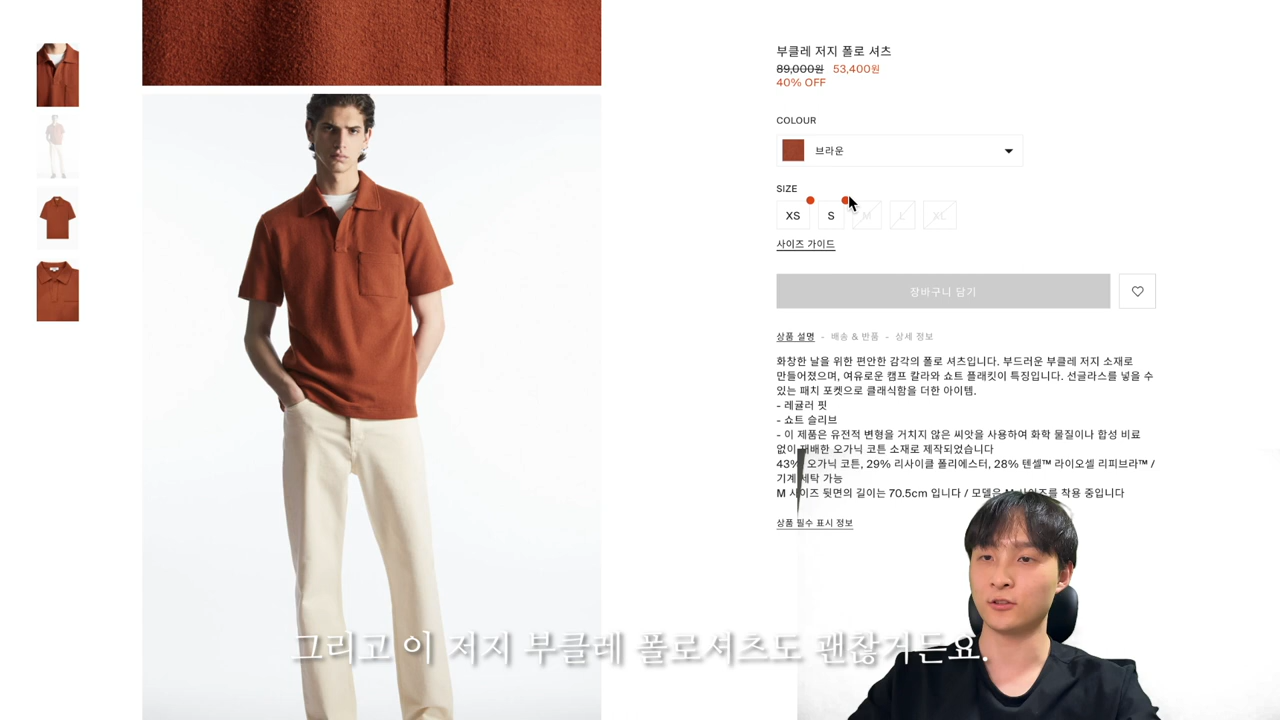 부클레 저지 폴로 셔츠
89,000원 53,400원
40% OFF
COLOUR
브라운
SIZE
XS S M L XL
사이즈 가이드
장바구니 담기
상품 설명 - 배송 & 반품 - 상세 정보
화창한 날을 위한 편안한 감각의 폴로 셔츠입니다. 부드러운 부클레 저지 소재로
만들어졌으며, 여유로운 캠프 칼라와 쇼트 플래킷이 특징입니다. 선글라스를 넣을 수
있는 패치 포켓으로 클래식함을 더한 아이템.
- 레귤러 핏
- 쇼트 슬리브
- 이 제품은 유전적 변형을 거치지 않은 씨앗을 사용하여 화학 물질이나 합성 비료
없이 재배한 오가닉 코튼 소재로 제작되었습니다
43% 오가닉 코튼, 29% 리사이클 폴리에스터, 28% 텐셀™ 라이오셀 리피브라™ /
기계 세탁 가능
M 사이즈 뒷면의 길이는 70.5cm 입니다 / 모델은 M 사이즈를 착용 중입니다
상품 필수 표시 정보
그리고 이 저지 부클레 폴로셔츠도 괜찮거든요.